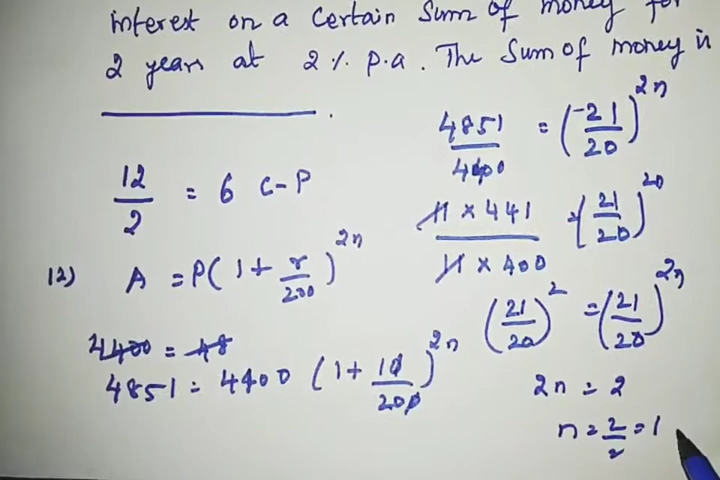 interest on a Certain Sum of money for
2 years at 2 % p.a. The Sum of money is
____________.
12/2 = 6 C-P
12) A = P(1 + r/200)^2n
4400 = 48
4851 = 4400 (1 + 10/200)^2n
4851/4400 = (-21/20)^2n
11 × 441 / 11 × 400 = (21/20)^20
(21/20)^2 = (21/20)^2n
2n = 2
n = 2/2 = 1